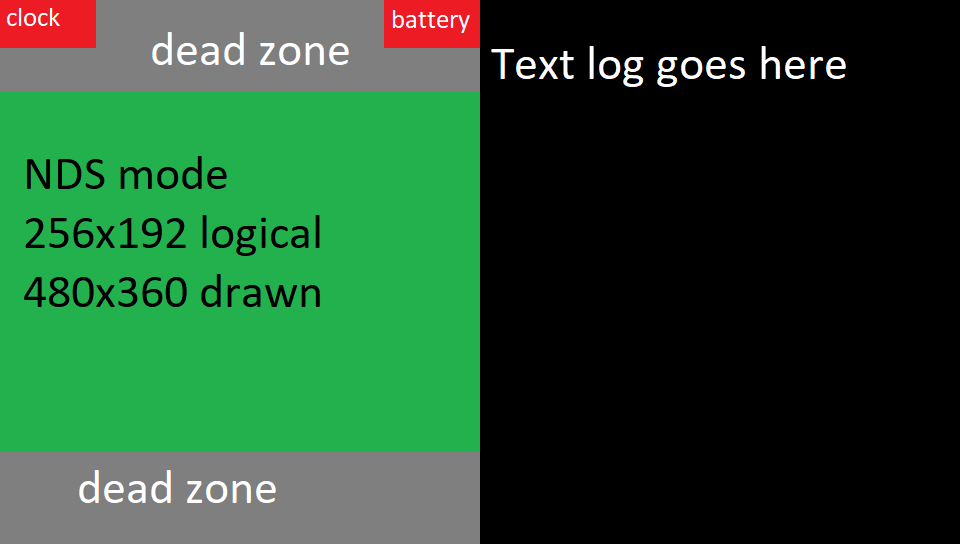 clock
battery
dead zone
Text log goes here
NDS mode
256x192 logical
480x360 drawn
dead zone